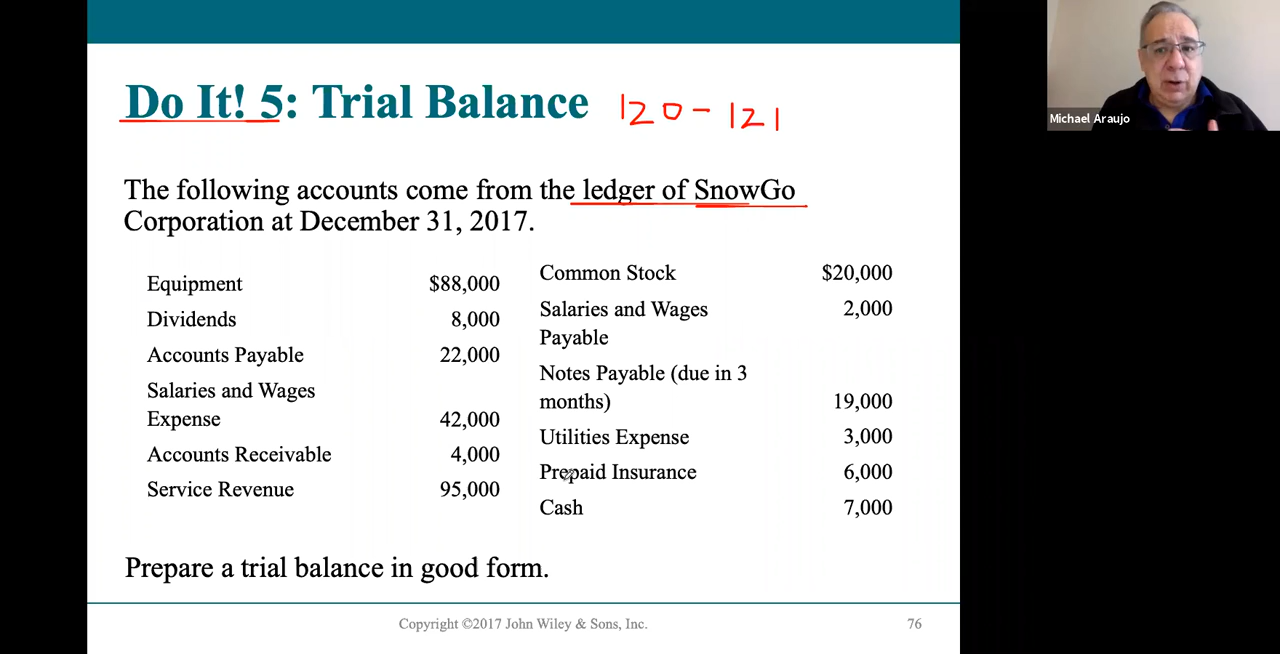 Do It! 5: Trial Balance 120-121
The following accounts come from the ledger of SnowGo
Corporation at December 31, 2017.
Equipment $88,000
Dividends 8,000
Accounts Payable 22,000
Salaries and Wages
Expense 42,000
Accounts Receivable 4,000
Service Revenue 95,000
Common Stock $20,000
Salaries and Wages 2,000
Payable
Notes Payable (due in 3
months) 19,000
Utilities Expense 3,000
Prepaid Insurance 6,000
Cash 7,000
Prepare a trial balance in good form.
Copyright ©2017 John Wiley & Sons, Inc. 76
Michael Araujo